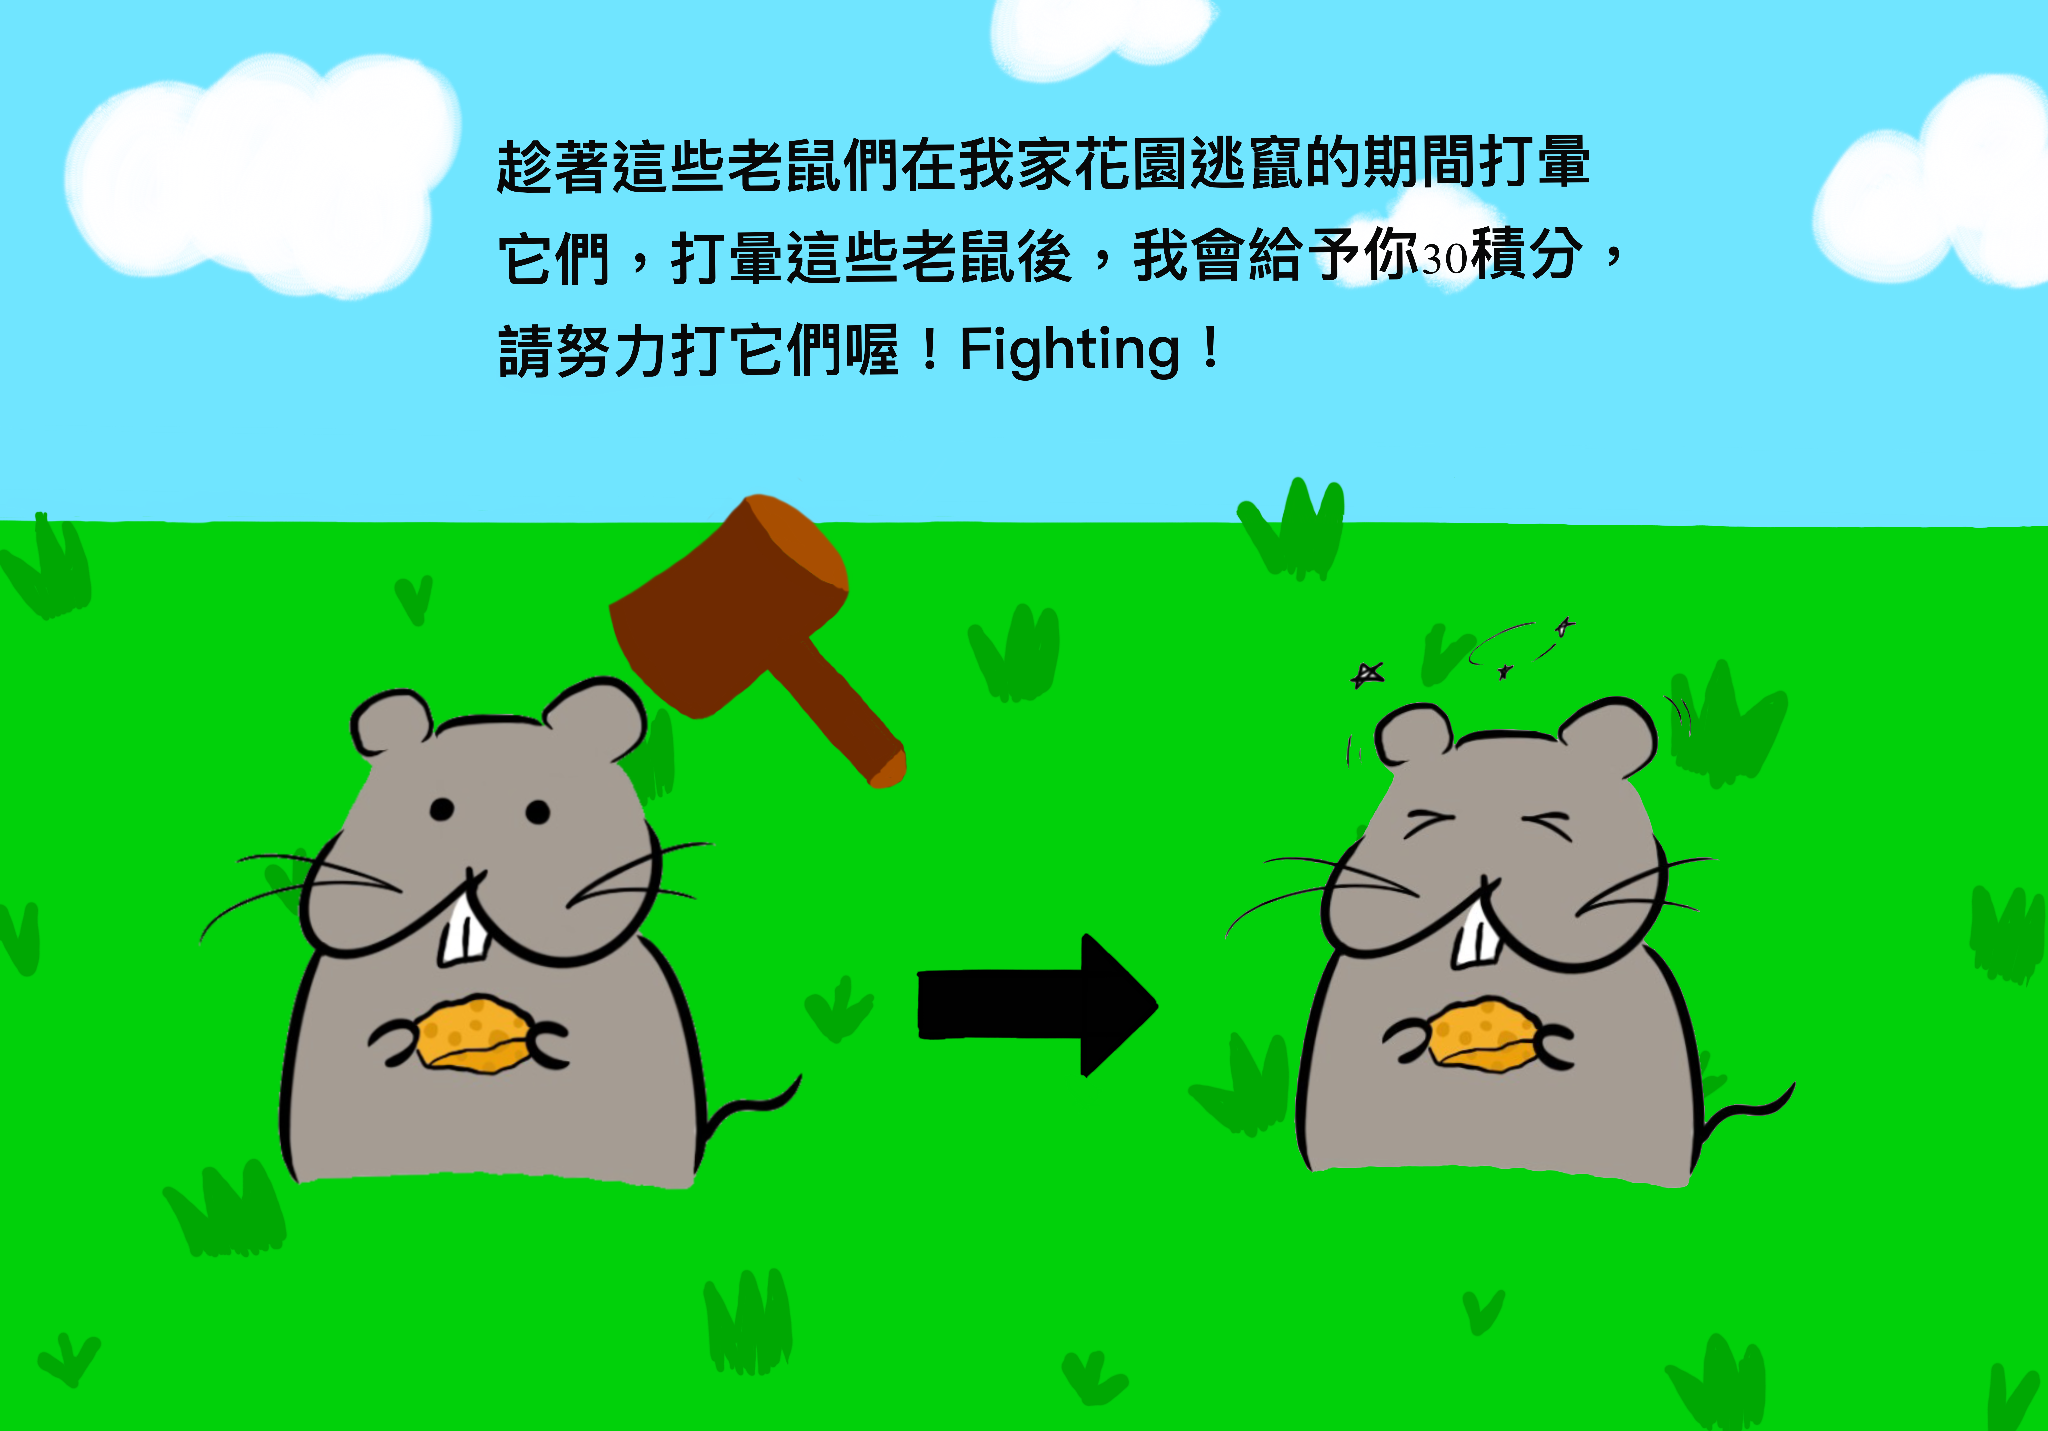 趁著這些老鼠們在我家花園逃竄的期間打暈
它們，打暈這些老鼠後，我會給予你30積分，
請努力打它們喔！Fighting！